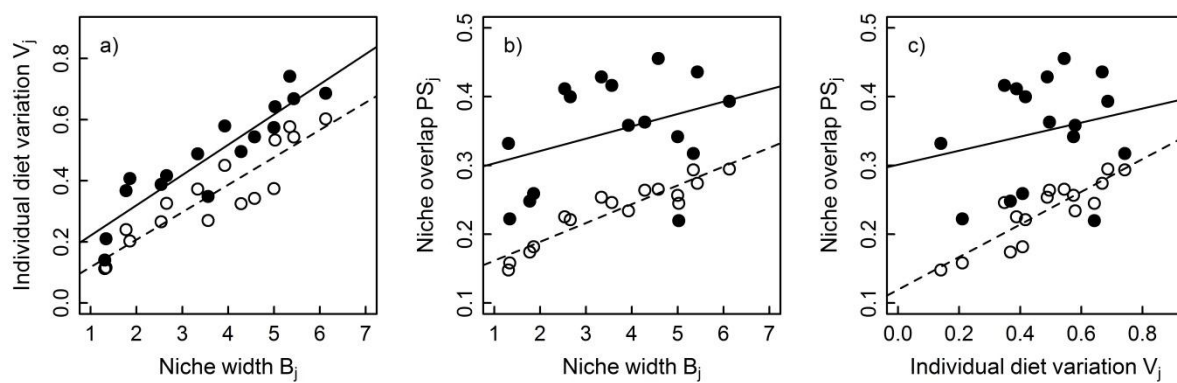 a)
Individual diet variation Vj
0.0 0.2 0.4 0.6 0.8
1 2 3 4 5 6 7
Niche width Bj
b)
Niche overlap PSj
0.1 0.2 0.3 0.4 0.5
1 2 3 4 5 6 7
Niche width Bj
c)
Niche overlap PSj
0.1 0.2 0.3 0.4 0.5
0.0 0.2 0.4 0.6 0.8
Individual diet variation Vj